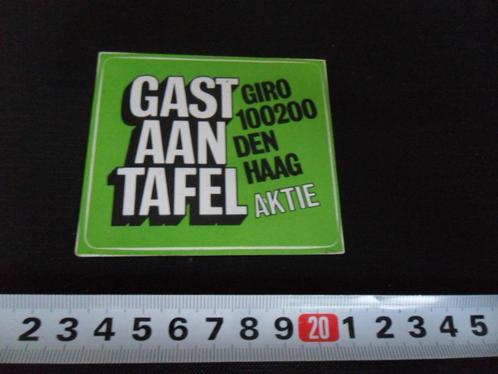 GAST
AAN
TAFEL
GIRO
100200
DEN
HAAG
AKTIE
2 3 4 5 6 7 8 9 20 1 2 3 4 5